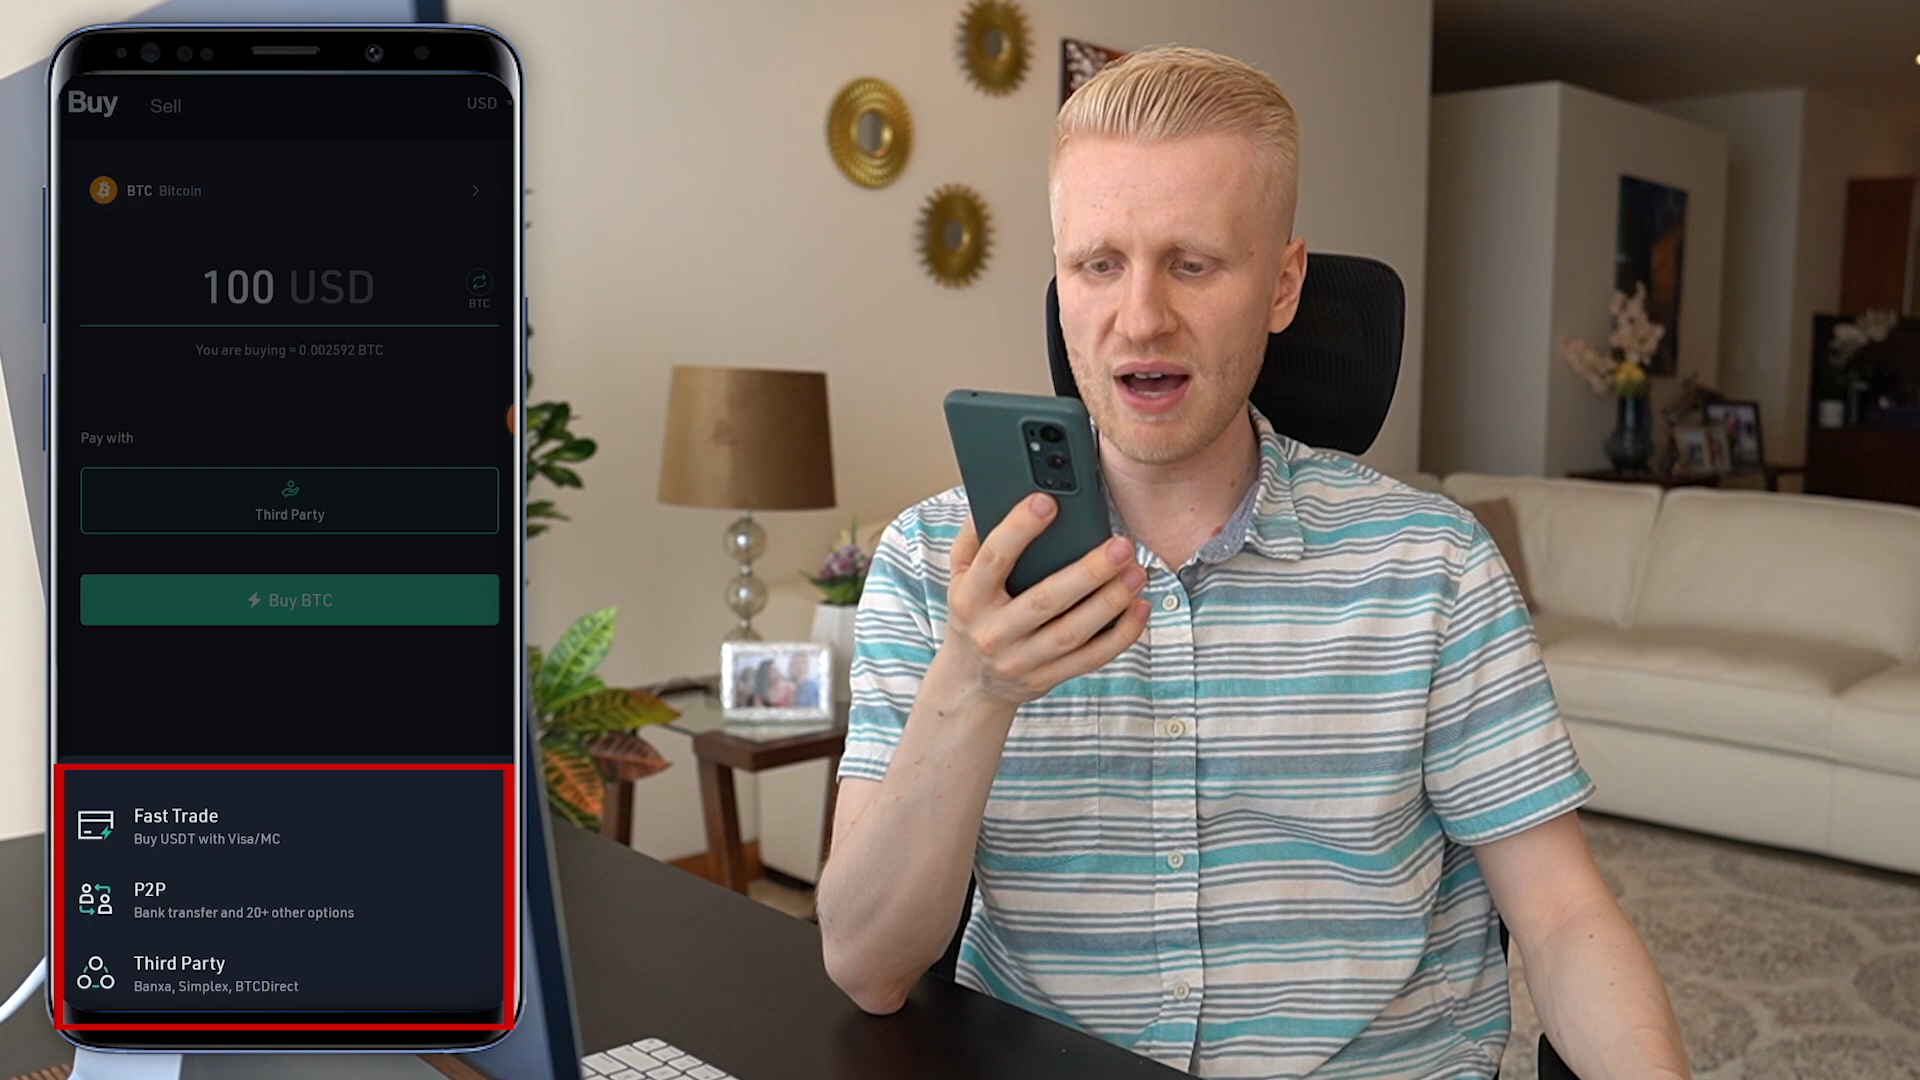 Buy
Sell
USD
BTC Bitcoin
100 USD
BTC
You are buying ≈ 0.002592 BTC
Pay with
Third Party
Buy BTC
Fast Trade
Buy USDT with Visa/MC
P2P
Bank transfer and 20+ other options
Third Party
Banxa, Simplex, BTCDirect